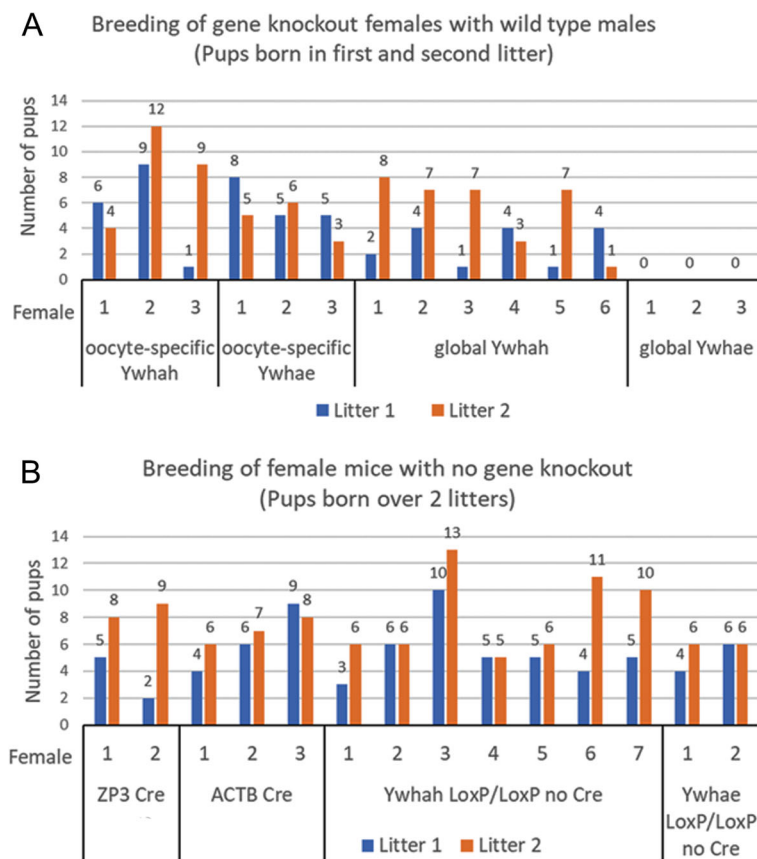 A
Breeding of gene knockout females with wild type males
(Pups born in first and second litter)
Number of pups
14
12
10
8
6
4
2
0
6 4 9 12 1 9 8 5 5 6 5 3 2 8 4 7 1 7 4 3 1 7 4 1 0 0 0
Female 1 2 3 1 2 3 1 2 3 4 5 6 1 2 3
oocyte-specific oocyte-specific global Ywhah global Ywhae
Ywhah Ywhae
Litter 1 Litter 2
B
Breeding of female mice with no gene knockout
(Pups born over 2 litters)
Number of pups
14
12
10
8
6
4
2
0
5 8 2 9 4 6 6 7 9 8 3 6 6 6 10 13 5 5 5 6 4 11 5 10 4 6 6 6
Female 1 2 1 2 3 1 2 3 4 5 6 7 1 2
ZP3 Cre ACTB Cre Ywhah LoxP/LoxP no Cre Ywhae
LoxP/LoxP
no Cre
Litter 1 Litter 2